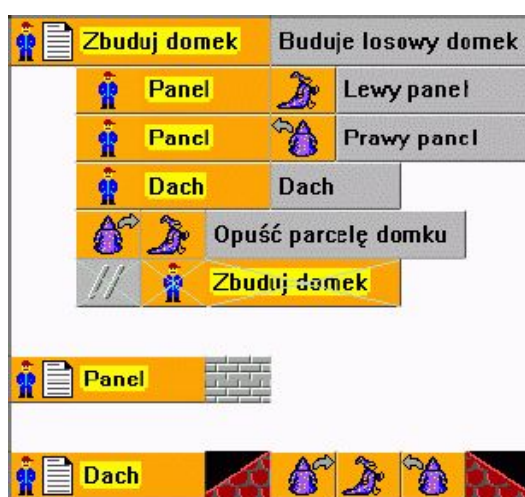 Zbuduj domek Buduje losowy domek
Panel Lewy panel
Panel Prawy panel
Dach Dach
Opuść parcelę domku
// Zbuduj domek
Panel
Dach